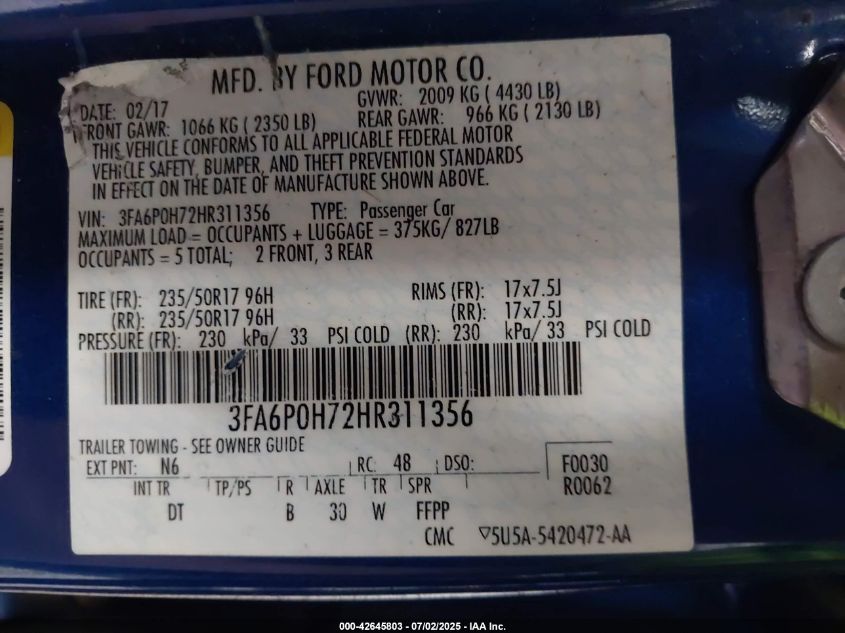 MFD. BY FORD MOTOR CO.
DATE: 02/17 GVWR: 2009 KG ( 4430 LB)
FRONT GAWR: 1066 KG ( 2350 LB) REAR GAWR: 966 KG ( 2130 LB)
THIS VEHICLE CONFORMS TO ALL APPLICABLE FEDERAL MOTOR
VEHICLE SAFETY, BUMPER, AND THEFT PREVENTION STANDARDS
IN EFFECT ON THE DATE OF MANUFACTURE SHOWN ABOVE.
VIN: 3FA6P0H72HR311356 TYPE: Passenger Car
MAXIMUM LOAD = OCCUPANTS + LUGGAGE = 375KG/ 827LB
OCCUPANTS = 5 TOTAL; 2 FRONT, 3 REAR
TIRE (FR): 235/50R17 96H RIMS (FR): 17x7.5J
(RR): 235/50R17 96H (RR): 17x7.5J
PRESSURE (FR): 230 kPa/ 33 PSI COLD (RR): 230 kPa/ 33 PSI COLD
3FA6P0H72HR311356
TRAILER TOWING - SEE OWNER GUIDE
EXT PNT: N6 RC: 48 DSO: F0030
INT TR TP/PS R AXLE TR SPR R0062
DT B 30 W FFPP
CMC ▽5U5A-5420472-AA
000-42645803 - 07/02/2025 - IAA Inc.